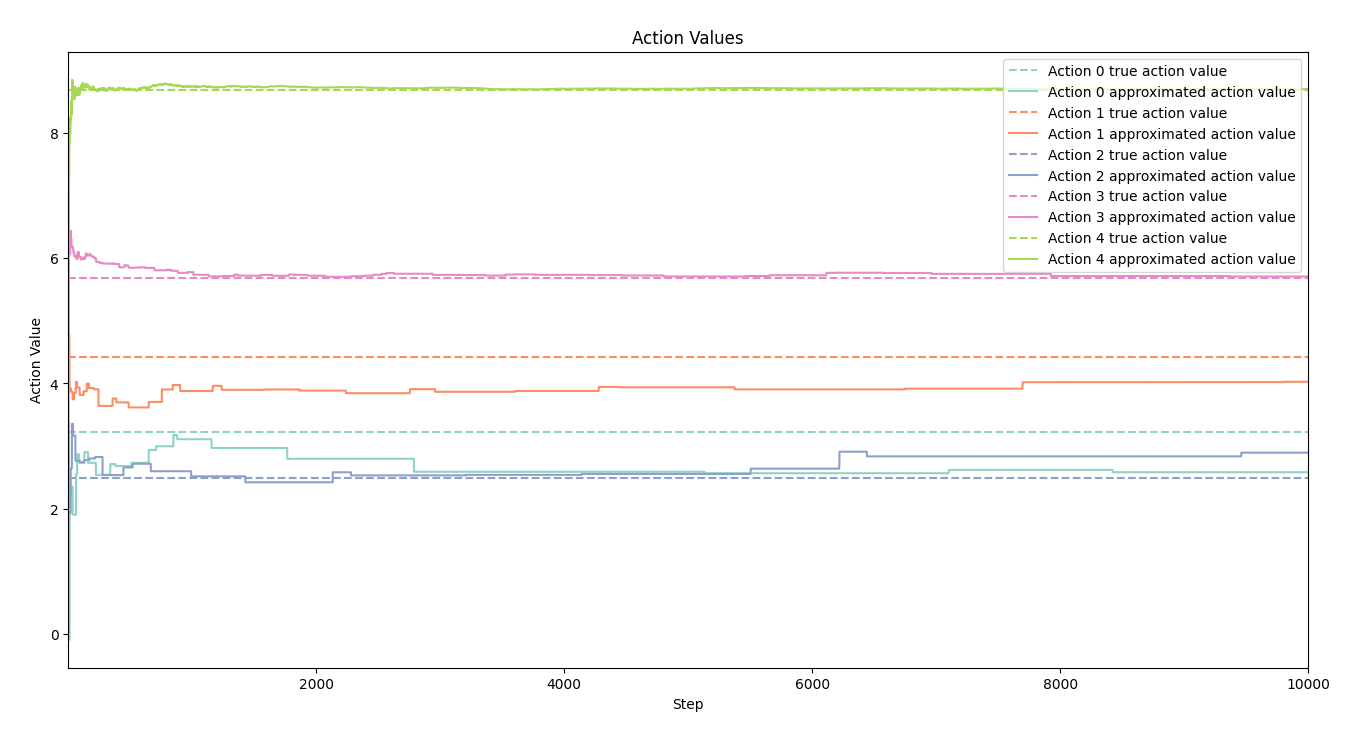 Action Values
Action 0 true action value
Action 0 approximated action value
Action 1 true action value
Action 1 approximated action value
Action 2 true action value
Action 2 approximated action value
Action 3 true action value
Action 3 approximated action value
Action 4 true action value
Action 4 approximated action value
8
6
4
2
0
Action Value
2000
4000
6000
8000
10000
Step